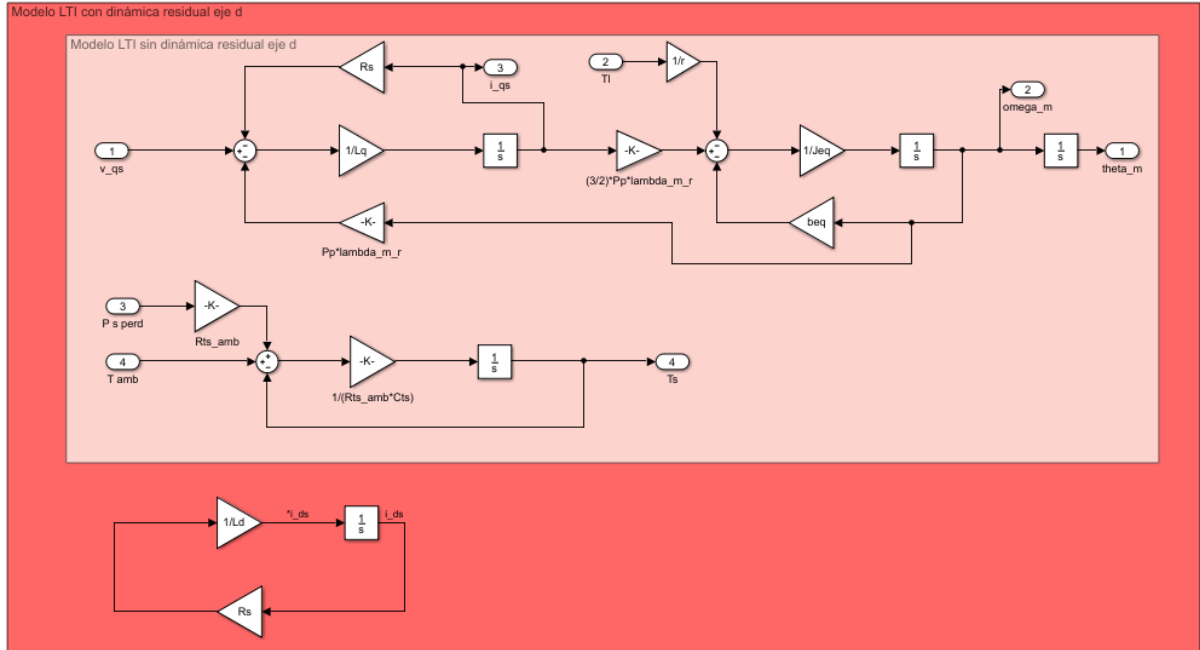 Modelo LTI con dinámica residual eje d
Modelo LTI sin dinámica residual eje d
Rs
3
i_qs
2
Tl
1/r
2
omega_m
1
v_qs
1/Lq
1
s
-K-
(3/2)*Pp*lambda_m_r
1/Jeq
1
s
1
s
1
theta_m
-K-
Pp*lambda_m_r
beq
3
P s perd
-K-
Rts_amb
4
T amb
-K-
1/(Rts_amb*Cts)
1
s
4
Ts
1/Ld
*i_ds
1
s
i_ds
Rs